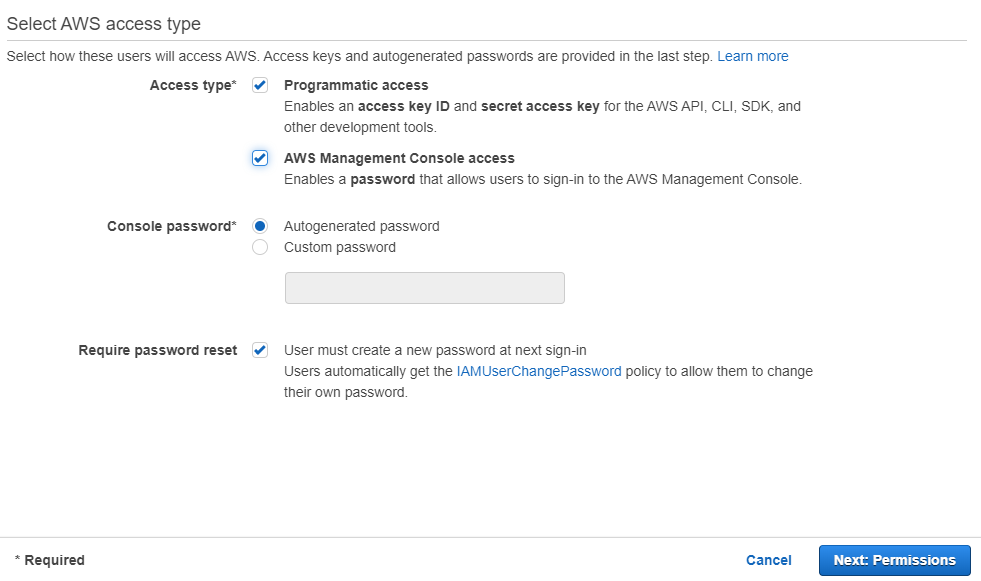 Select AWS access type
Select how these users will access AWS. Access keys and autogenerated passwords are provided in the last step. Learn more
Access type* Programmatic access
Enables an access key ID and secret access key for the AWS API, CLI, SDK, and
other development tools.
AWS Management Console access
Enables a password that allows users to sign-in to the AWS Management Console.
Console password* Autogenerated password
Custom password
Require password reset User must create a new password at next sign-in
Users automatically get the IAMUserChangePassword policy to allow them to change
their own password.
* Required Cancel Next: Permissions